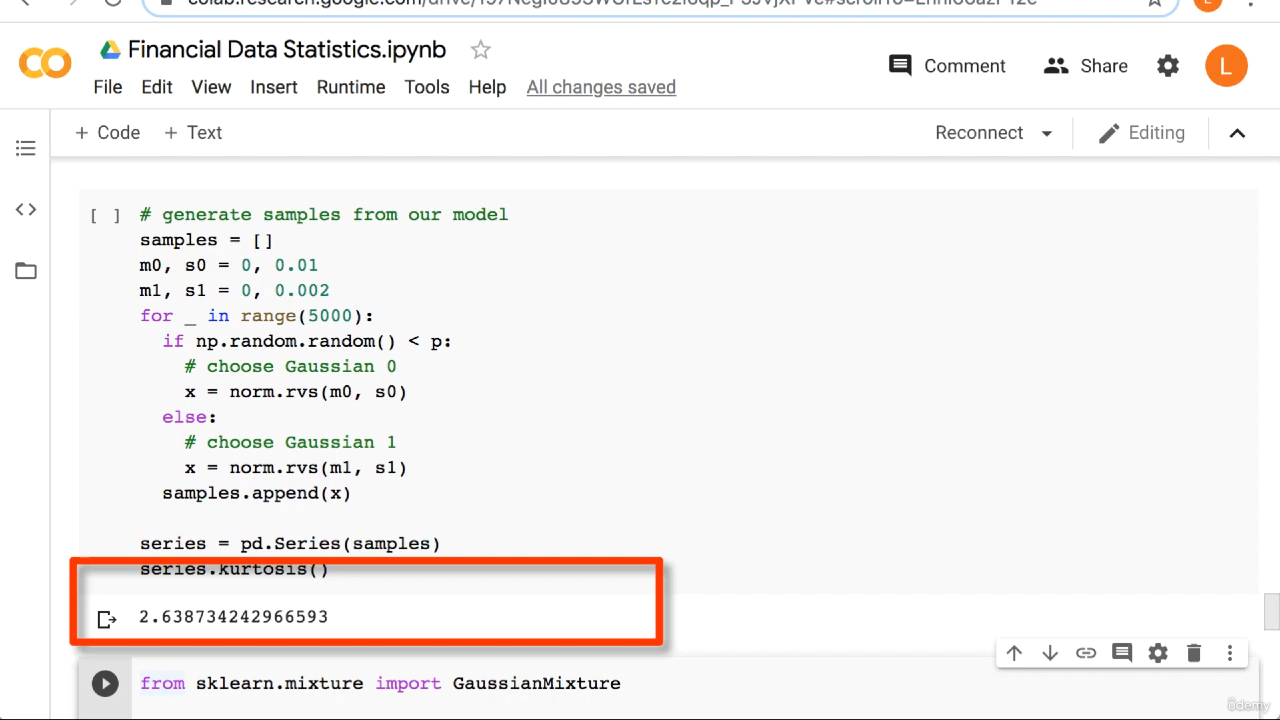 Financial Data Statistics.ipynb
File Edit View Insert Runtime Tools Help All changes saved
Comment Share L
+ Code + Text
Reconnect Editing
[ ] # generate samples from our model
samples = []
m0, s0 = 0, 0.01
m1, s1 = 0, 0.002
for _ in range(5000):
if np.random.random() < p:
# choose Gaussian 0
x = norm.rvs(m0, s0)
else:
# choose Gaussian 1
x = norm.rvs(m1, s1)
samples.append(x)
series = pd.Series(samples)
series.kurtosis()
2.638734242966593
from sklearn.mixture import GaussianMixture
ûdemy